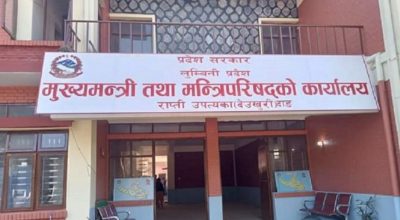 प्रदेश सरकार
लुम्बिनी प्रदेश
मुख्यमन्त्री तथा मन्त्रिपरिषद्को कार्यालय
राप्ती उपत्यका(देउखुरी)दाङ